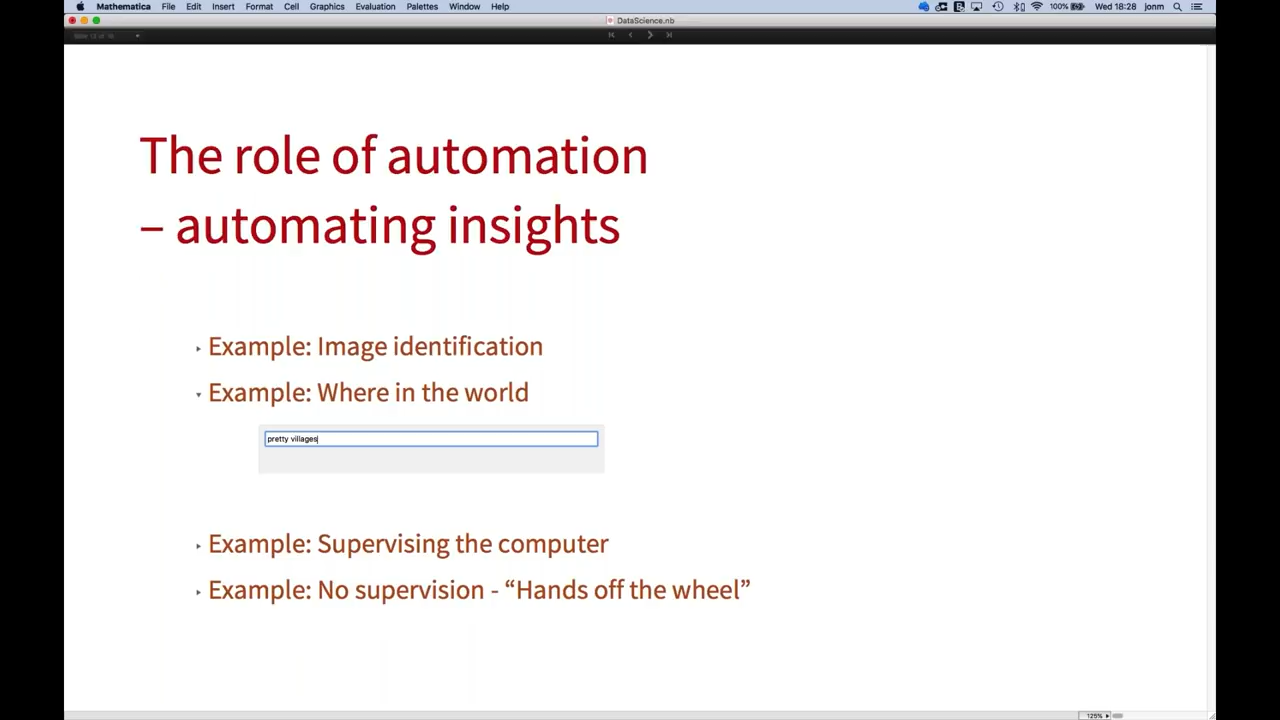 Mathematica File Edit Insert Format Cell Graphics Evaluation Palettes Window Help 100% Wed 18:28 jonm
DataScience.nb
The role of automation
– automating insights
Example: Image identification
Example: Where in the world
pretty villages
Example: Supervising the computer
Example: No supervision - “Hands off the wheel”
125%